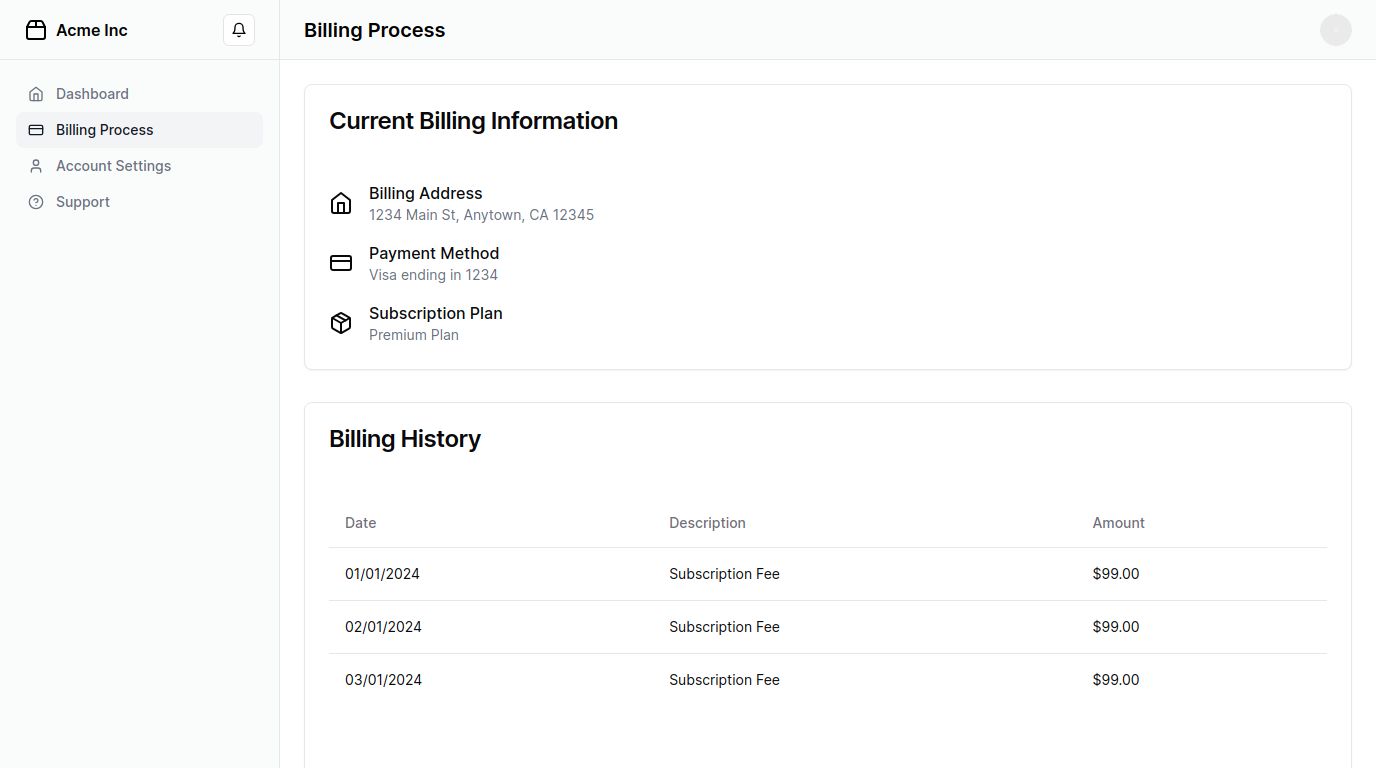 Acme Inc
Billing Process
Dashboard
Billing Process
Account Settings
Support
Current Billing Information
Billing Address
1234 Main St, Anytown, CA 12345
Payment Method
Visa ending in 1234
Subscription Plan
Premium Plan
Billing History
Date Description Amount
01/01/2024 Subscription Fee $99.00
02/01/2024 Subscription Fee $99.00
03/01/2024 Subscription Fee $99.00